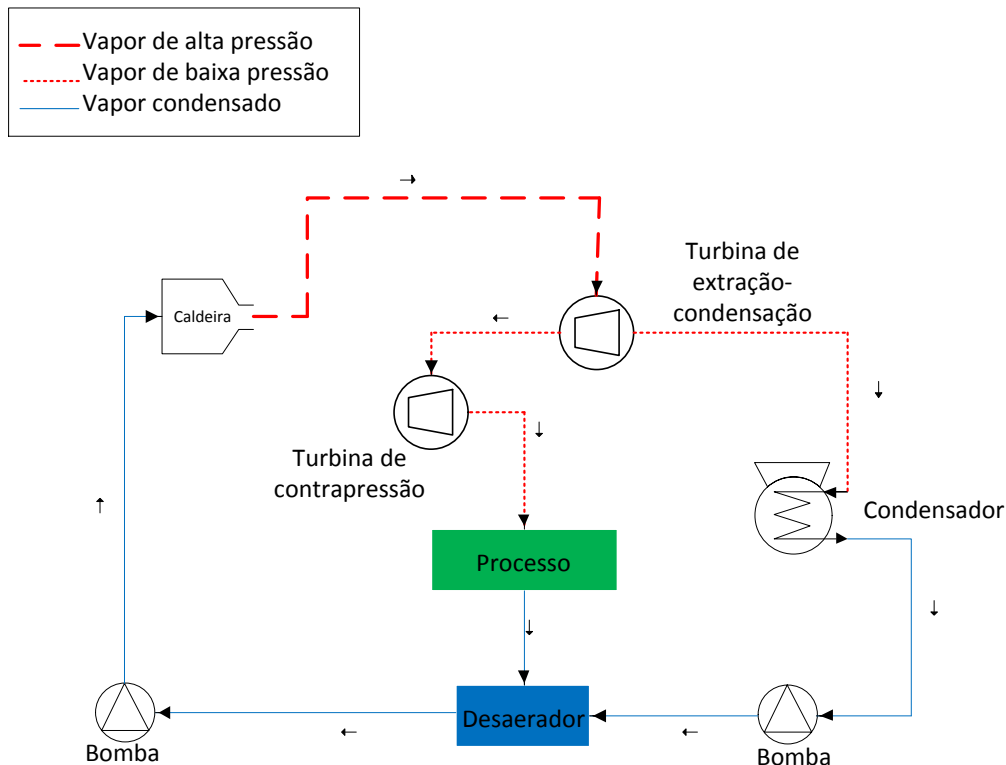 Vapor de alta pressão
Vapor de baixa pressão
Vapor condensado
Turbina de
extração-
condensação
Caldeira
Turbina de
contrapressão
Condensador
Processo
Desaerador
Bomba
Bomba